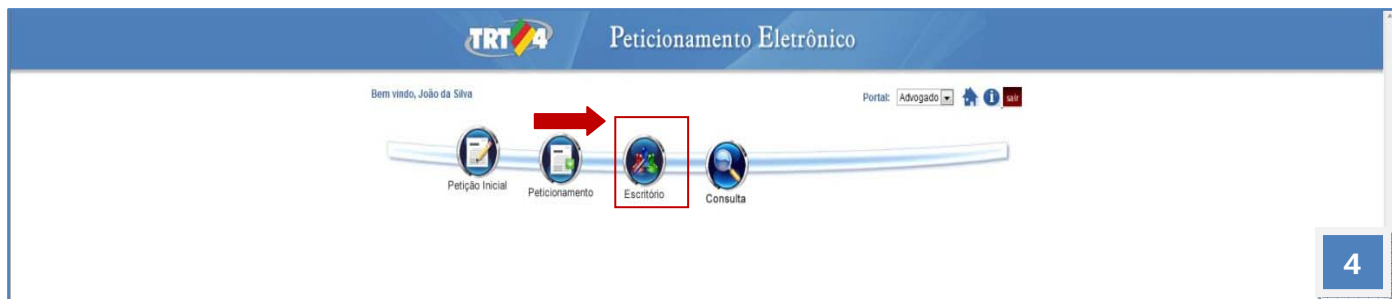 TRT 4
Peticionamento Eletrônico
Bem vindo, João da Silva
Portal: Advogado sair
Petição Inicial
Peticionamento
Escritório
Consulta
4